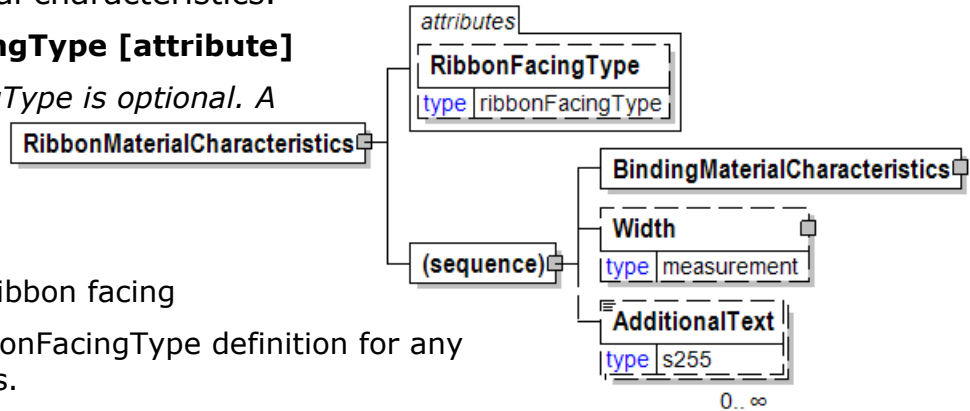 al characteristics.
ngType [attribute]
gType is optional. A
ibbon facing
onFacingType definition for any
s.
attributes
RibbonFacingType
type ribbonFacingType
RibbonMaterialCharacteristics
BindingMaterialCharacteristics
Width
type measurement
(sequence)
AdditionalText
type s255
0.. ∞